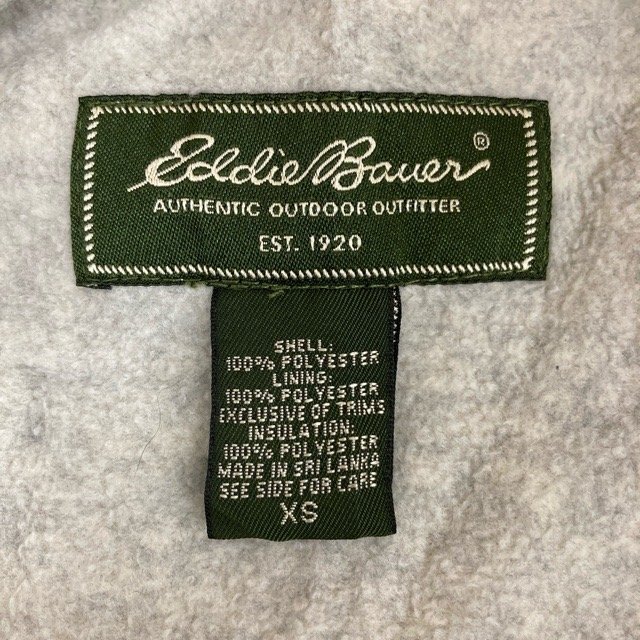 Eddie Bauer®
AUTHENTIC OUTDOOR OUTFITTER
EST. 1920
SHELL:
100% POLYESTER
LINING:
100% POLYESTER
EXCLUSIVE OF TRIMS
INSULATION:
100% POLYESTER
MADE IN SRI LANKA
SEE SIDE FOR CARE
XS